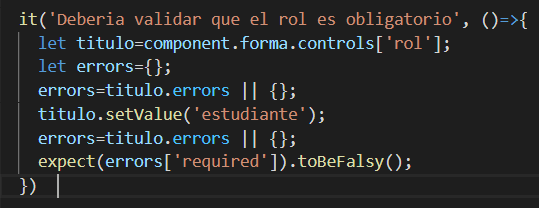 it('Deberia validar que el rol es obligatorio', ()=>{
let titulo=component.forma.controls['rol'];
let errors={};
errors=titulo.errors || {};
titulo.setValue('estudiante');
errors=titulo.errors || {};
expect(errors['required']).toBeFalsy();
})